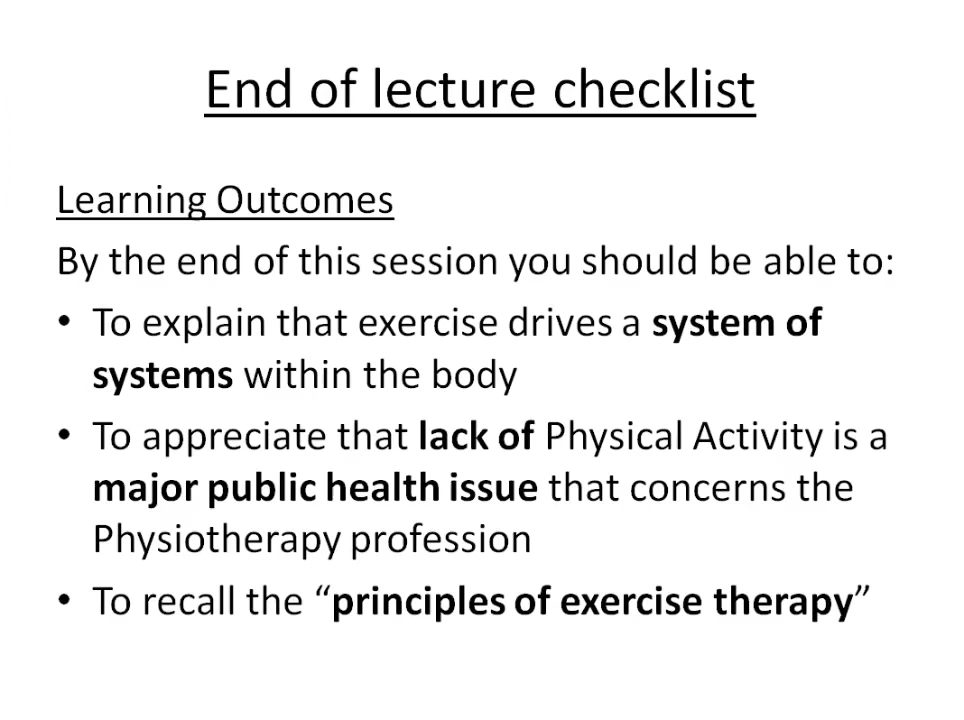 End of lecture checklist
Learning Outcomes
By the end of this session you should be able to:
• To explain that exercise drives a system of
systems within the body
• To appreciate that lack of Physical Activity is a
major public health issue that concerns the
Physiotherapy profession
• To recall the “principles of exercise therapy”